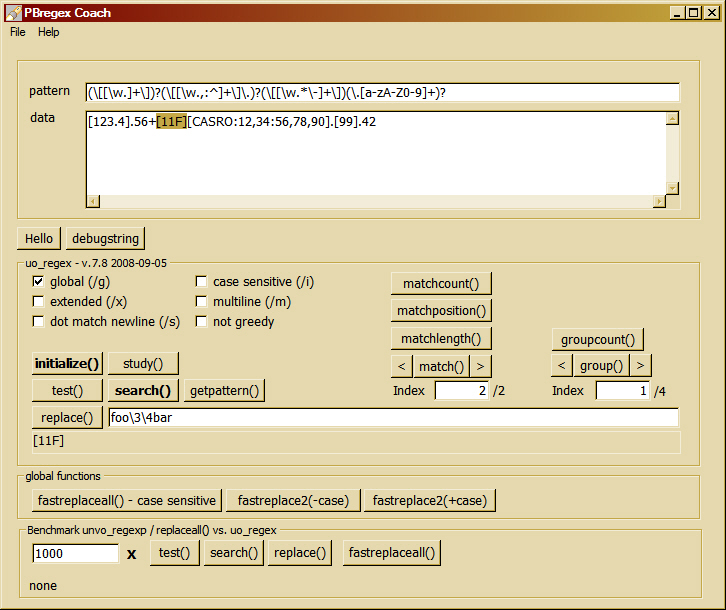 PBregex Coach
File Help
pattern (\[[\w.]+\])?(\[[\w.,:^]+\]\.)?(\[[\w.*\-]+\])(\.[a-zA-Z0-9]+)?
data [123.4].56+[11F][CASRO:12,34:56,78,90].[99].42
Hello debugstring
uo_regex - v.7.8 2008-09-05
global (/g) case sensitive (/i) matchcount()
extended (/x) multiline (/m) matchposition()
dot match newline (/s) not greedy matchlength() groupcount()
initialize() study() < match() > < group() >
test() search() getpattern() Index 2 /2 Index 1 /4
replace() foo\3\4bar
[11F]
global functions
fastreplaceall() - case sensitive fastreplace2(-case) fastreplace2(+case)
Benchmark unvo_regexp / replaceall() vs. uo_regex
1000 x test() search() replace() fastreplaceall()
none